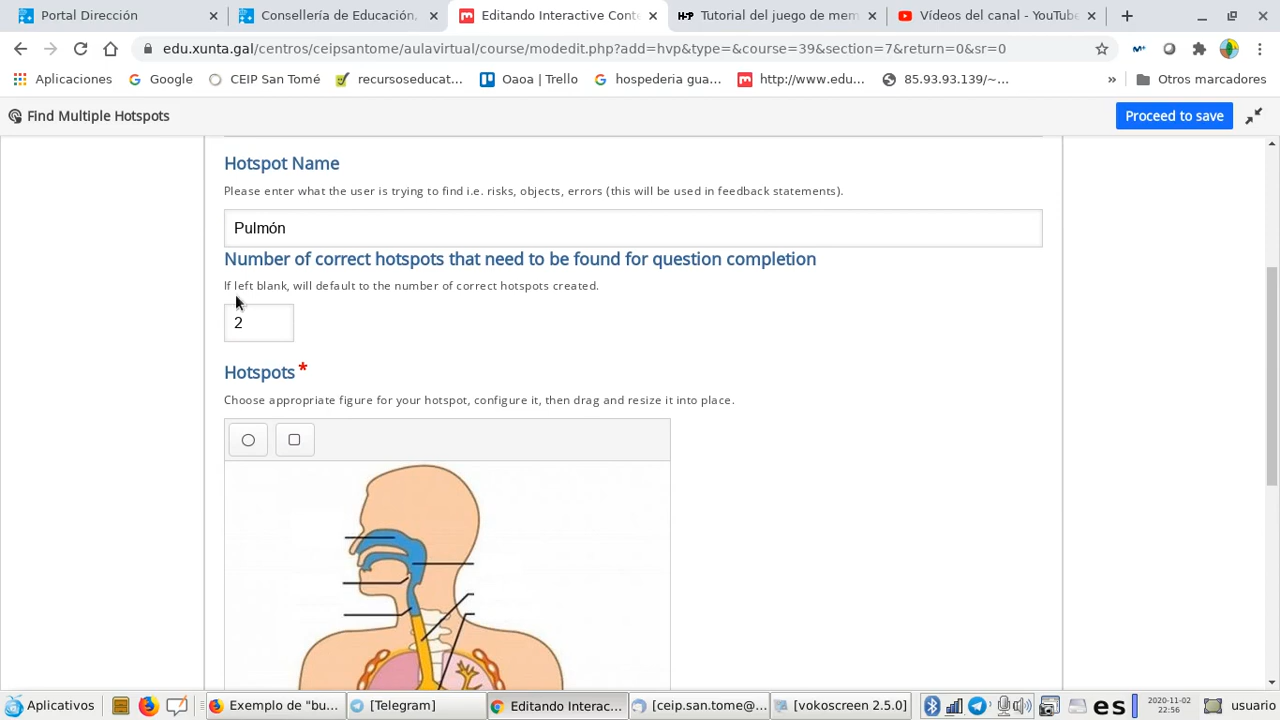 Portal Dirección
Consellería de Educación,
Editando Interactive Conte
Tutorial del juego de mem
Vídeos del canal - YouTube
edu.xunta.gal/centros/ceipsantome/aulavirtual/course/modedit.php?add=hvp&type=&course=39&section=7&return=0&sr=0
Aplicaciones
Google
CEIP San Tomé
recursoseducat...
Oaoa | Trello
hospederia gua...
http://www.edu...
85.93.93.139/~...
»
Otros marcadores
Find Multiple Hotspots
Proceed to save
Hotspot Name
Please enter what the user is trying to find i.e. risks, objects, errors (this will be used in feedback statements).
Pulmón
Number of correct hotspots that need to be found for question completion
If left blank, will default to the number of correct hotspots created.
2
Hotspots *
Choose appropriate figure for your hotspot, configure it, then drag and resize it into place.
Aplicativos
Exemplo de "bu...
[Telegram]
Editando Interac...
[ceip.san.tome@...
[vokoscreen 2.5.0]
es
2020-11-02
22:56
usuario